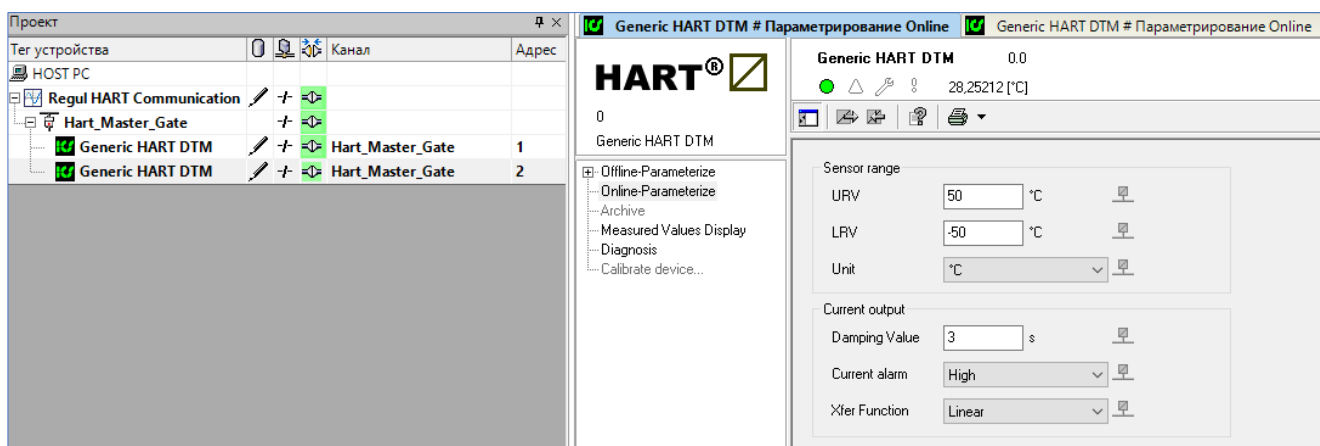 Проект
Тег устройства Канал Адрес
HOST PC
Regul HART Communication
Hart_Master_Gate
Generic HART DTM Hart_Master_Gate 1
Generic HART DTM Hart_Master_Gate 2
Generic HART DTM # Параметрирование Online Generic HART DTM # Параметрирование Online
HART®
0
Generic HART DTM
Offline-Parameterize
Online-Parameterize
Archive
Measured Values Display
Diagnosis
Calibrate device...
Generic HART DTM 0.0
28,25212 [°C]
Sensor range
URV 50 °C
LRV -50 °C
Unit °C
Current output
Damping Value 3 s
Current alarm High
Xfer Function Linear